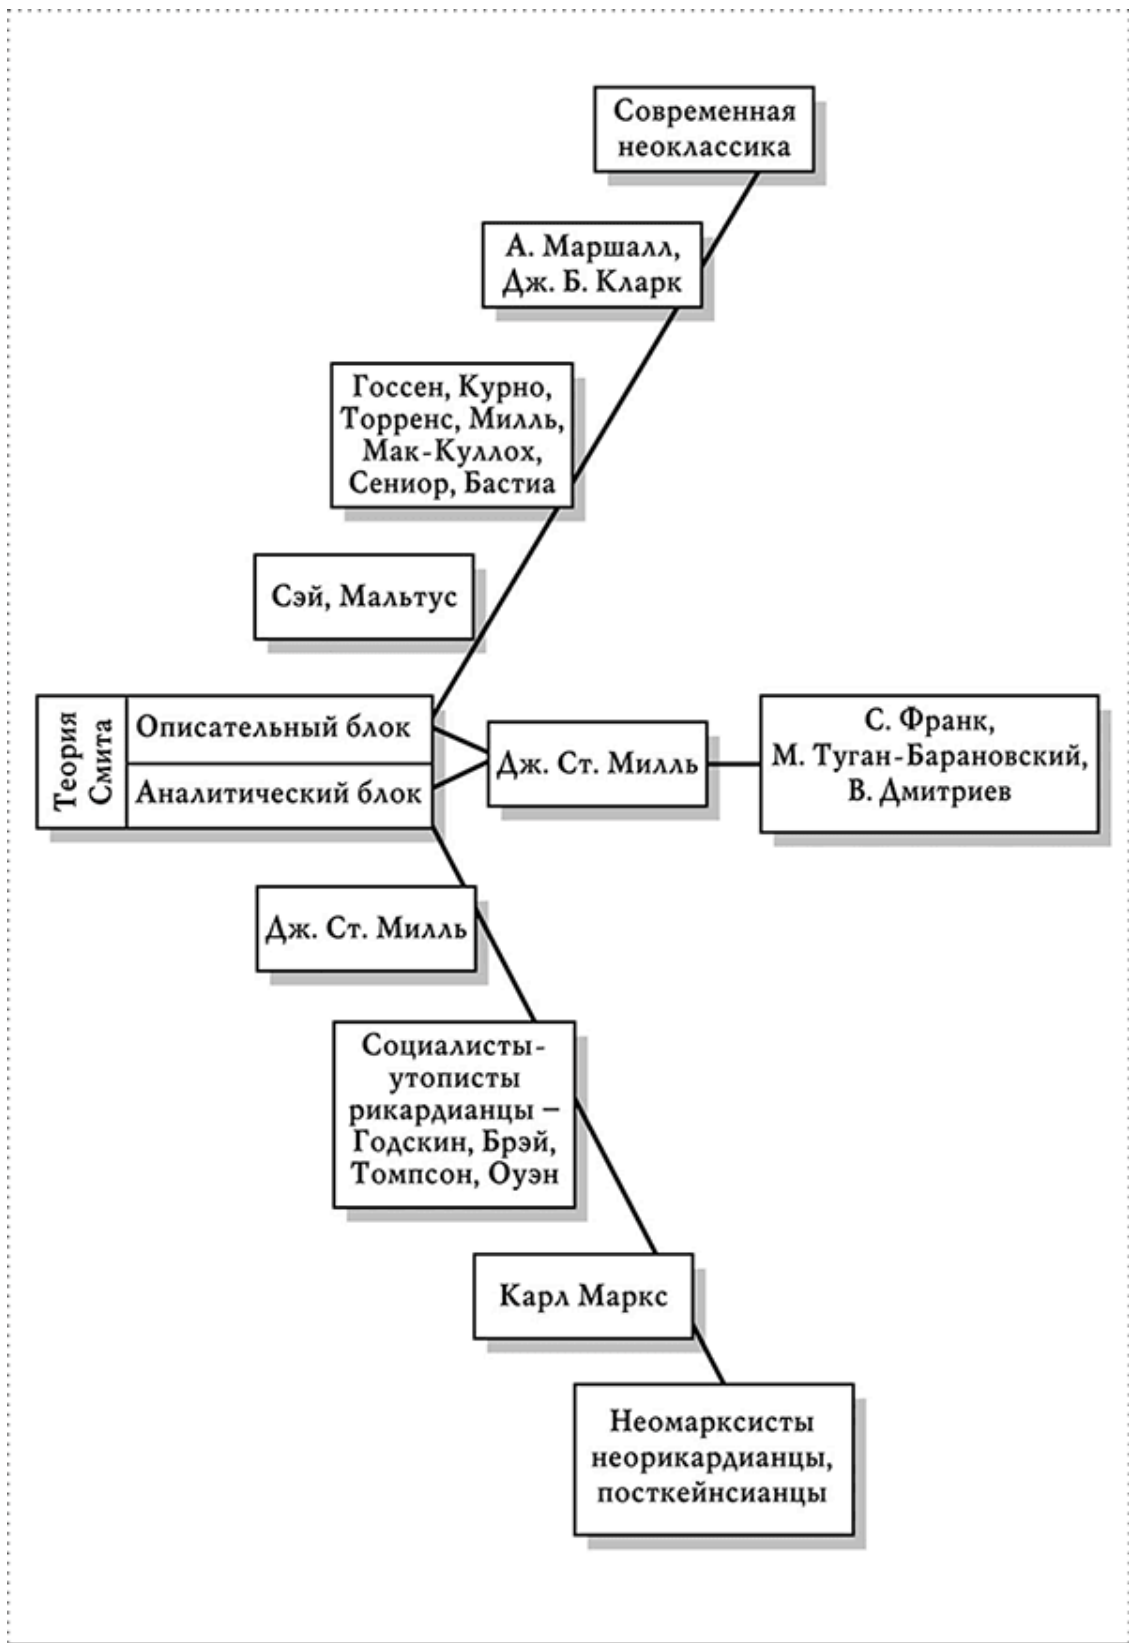 Современная
неоклассика
А. Маршалл,
Дж. Б. Кларк
Госсен, Курно,
Торренс, Милль,
Мак-Куллох,
Сениор, Бастиа
Сэй, Мальтус
Теория
Смита
Описательный блок
Аналитический блок
Дж. Ст. Милль
С. Франк,
М. Туган-Барановский,
В. Дмитриев
Дж. Ст. Милль
Социалисты-
утописты
рикардианцы –
Годскин, Брэй,
Томпсон, Оуэн
Карл Маркс
Неомарксисты
неорикардианцы,
посткейнсианцы